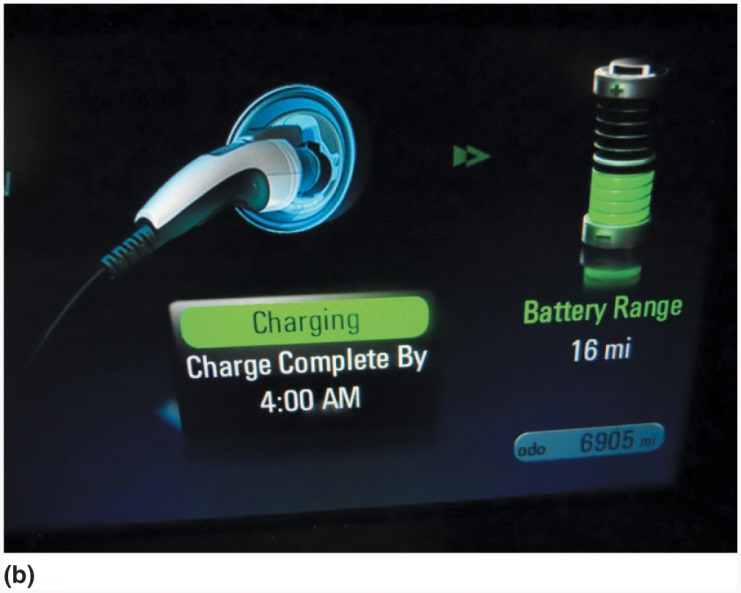 Charging
Charge Complete By
4:00 AM
+
-
Battery Range
16 mi
odo 6905 mi
(b)